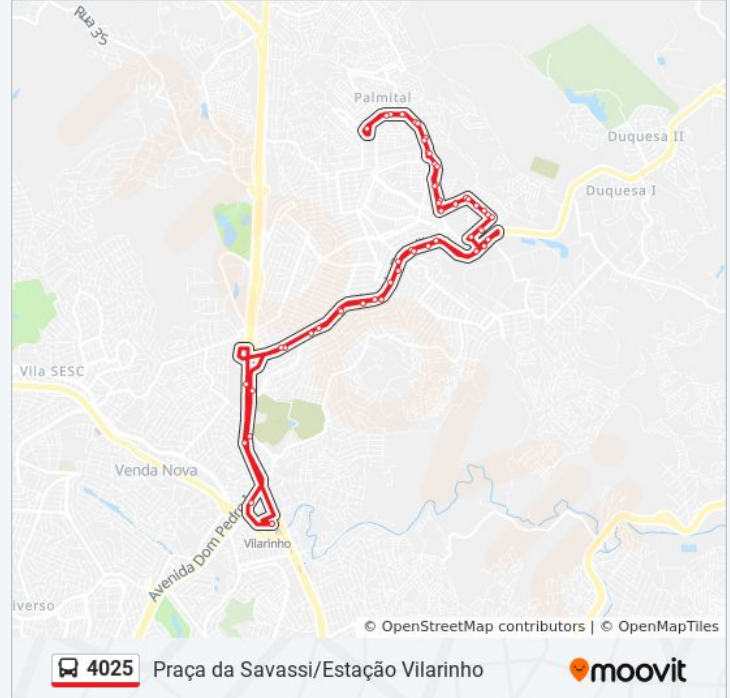 Rua 35
Palmital
Duquesa II
Duquesa I
Vila SESC
Venda Nova
Avenida Dom Pedro I
Vilarinho
iverso
© OpenStreetMap contributors | © OpenMapTiles
4025 Praça da Savassi/Estação Vilarinho
moovit